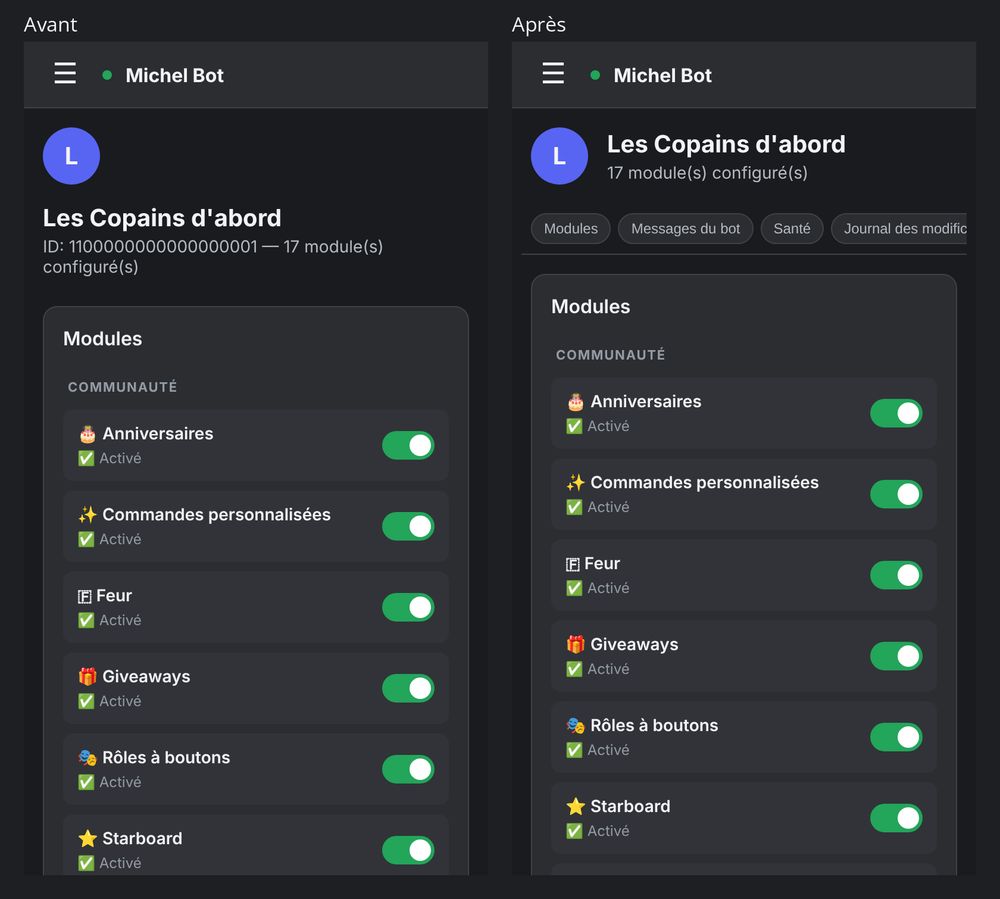 Avant
Michel Bot
L
Les Copains d'abord
ID: 1100000000000000001 — 17 module(s)
configuré(s)
Modules
COMMUNAUTÉ
🎂 Anniversaires
✅ Activé
✨ Commandes personnalisées
✅ Activé
🇫 Feur
✅ Activé
🎁 Giveaways
✅ Activé
🎭 Rôles à boutons
✅ Activé
⭐ Starboard
✅ Activé
Après
Michel Bot
L
Les Copains d'abord
17 module(s) configuré(s)
Modules Messages du bot Santé Journal des modific
Modules
COMMUNAUTÉ
🎂 Anniversaires
✅ Activé
✨ Commandes personnalisées
✅ Activé
🇫 Feur
✅ Activé
🎁 Giveaways
✅ Activé
🎭 Rôles à boutons
✅ Activé
⭐ Starboard
✅ Activé